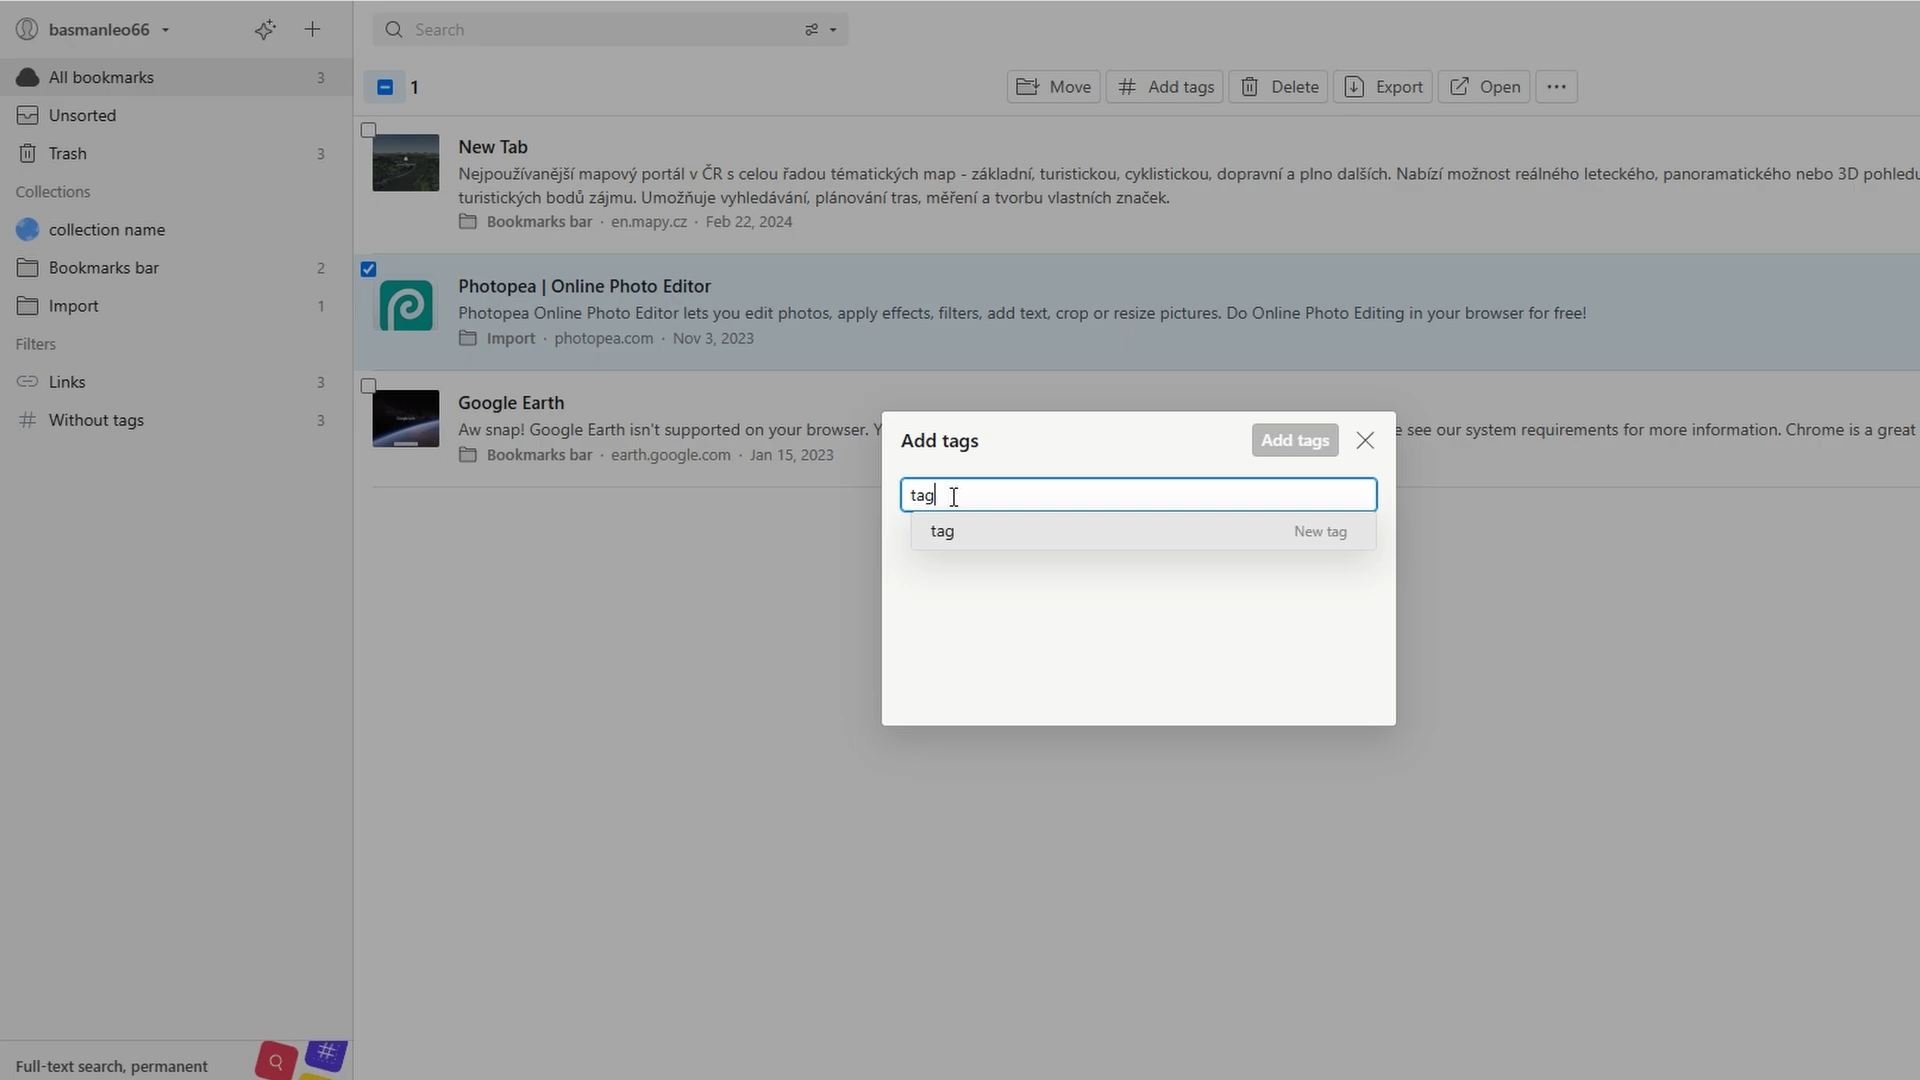 basmanleo66
Search
All bookmarks 3
1
Move
Add tags
Delete
Export
Open
Unsorted
Trash 3
Collections
collection name
Bookmarks bar 2
Import 1
Filters
Links 3
Without tags 3
New Tab
Nejpoužívanější mapový portál v ČR s celou řadou tématických map - základní, turistickou, cyklistickou, dopravní a plno dalších. Nabízí možnost reálného leteckého, panoramatického nebo 3D pohledu
turistických bodů zájmu. Umožňuje vyhledávání, plánování tras, měření a tvorbu vlastních značek.
Bookmarks bar · en.mapy.cz · Feb 22, 2024
Photopea | Online Photo Editor
Photopea Online Photo Editor lets you edit photos, apply effects, filters, add text, crop or resize pictures. Do Online Photo Editing in your browser for free!
Import · photopea.com · Nov 3, 2023
Google Earth
Aw snap! Google Earth isn't supported on your browser. see our system requirements for more information. Chrome is a great
Bookmarks bar · earth.google.com · Jan 15, 2023
Add tags
Add tags
tag
tag New tag
Full-text search, permanent